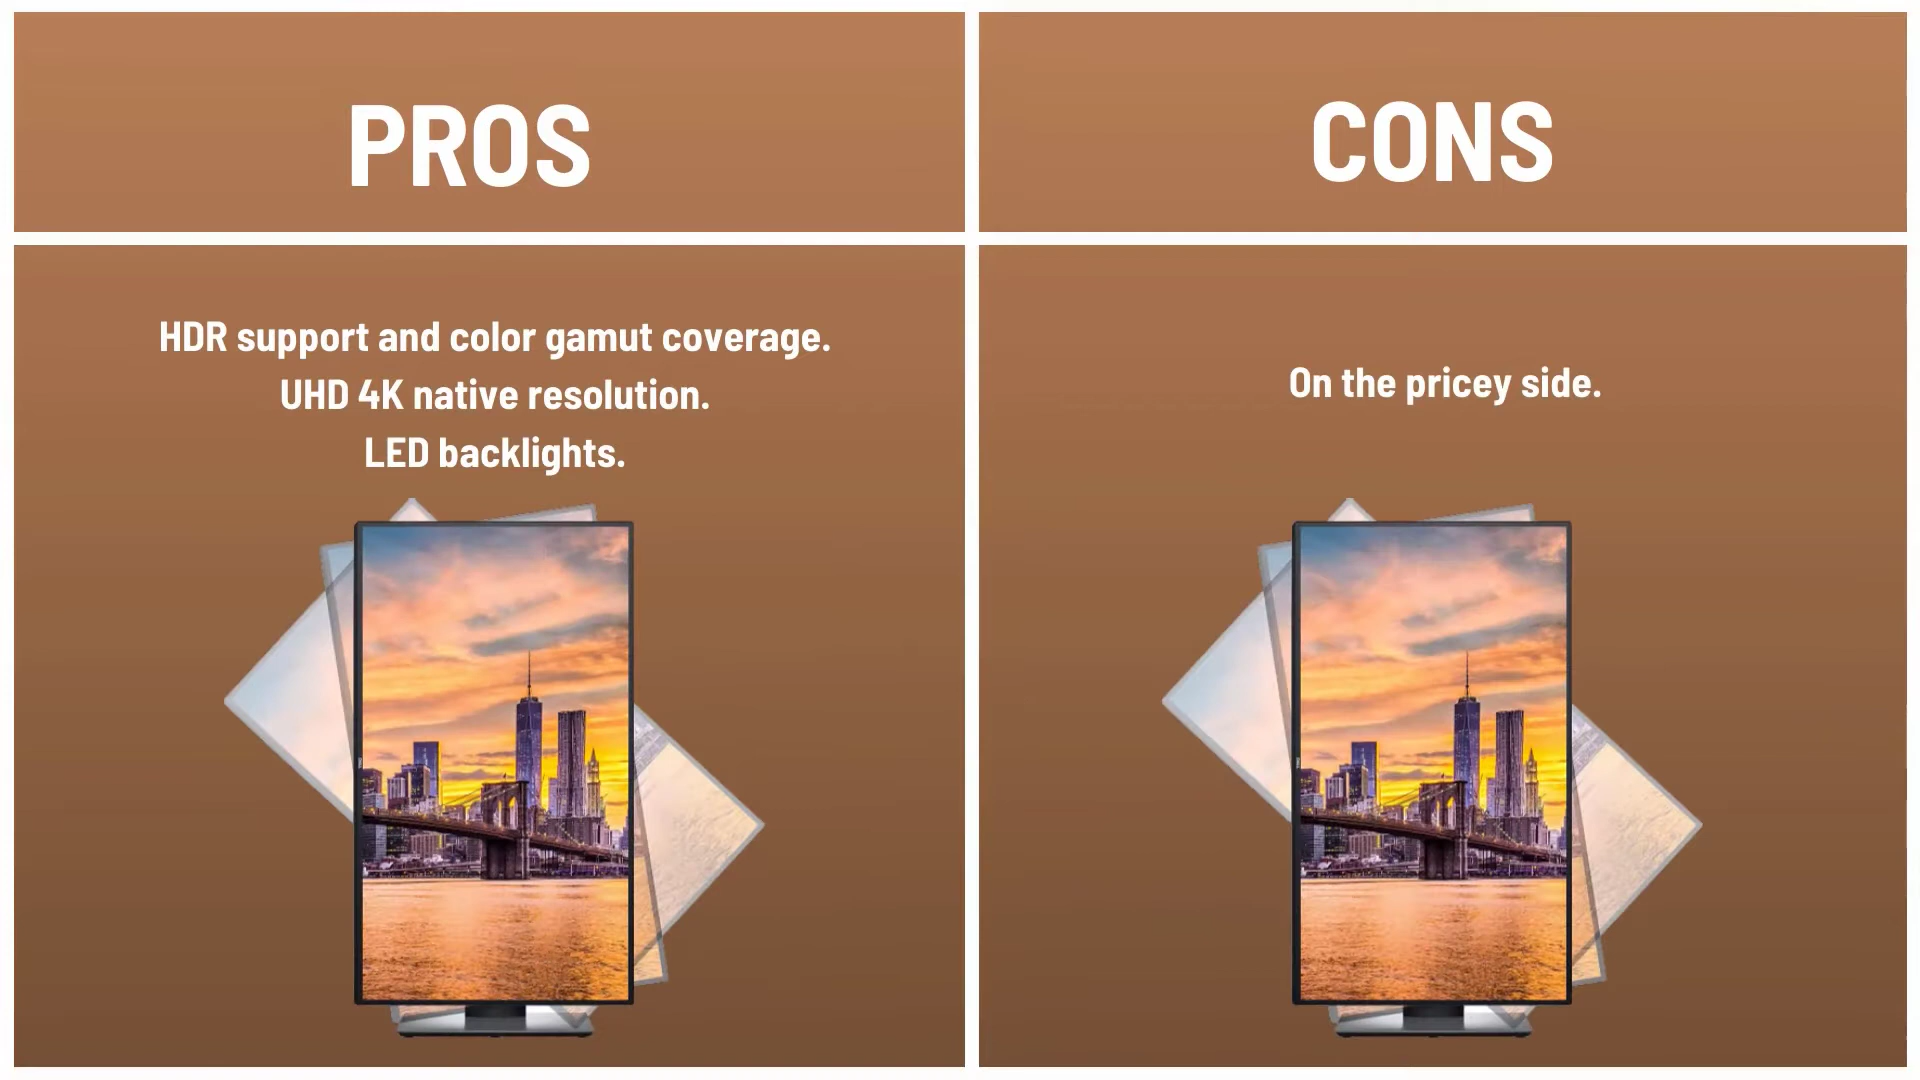 PROS
HDR support and color gamut coverage.
UHD 4K native resolution.
LED backlights.
CONS
On the pricey side.